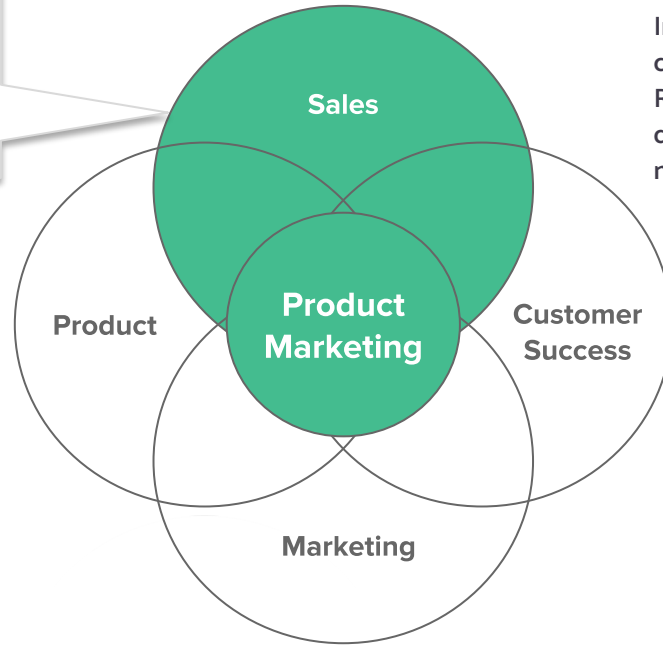 Sales
Product
Product
Marketing
Customer
Success
Marketing